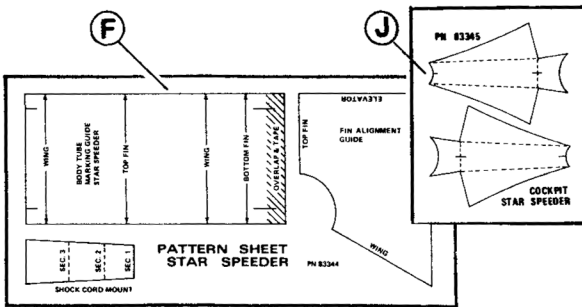 F
J
PN 83345
COCKPIT
STAR SPEEDER
WING
BODY TUBE
MARKING GUIDE
STAR SPEEDER
TOP FIN
WING
BOTTOM FIN
OVERLAP & TAPE
ELEVATOR
TOP FIN
FIN ALIGNMENT
GUIDE
WING
SEC. 3
SEC. 2
SEC. 1
SHOCK CORD MOUNT
PATTERN SHEET
STAR SPEEDER
PN 83344